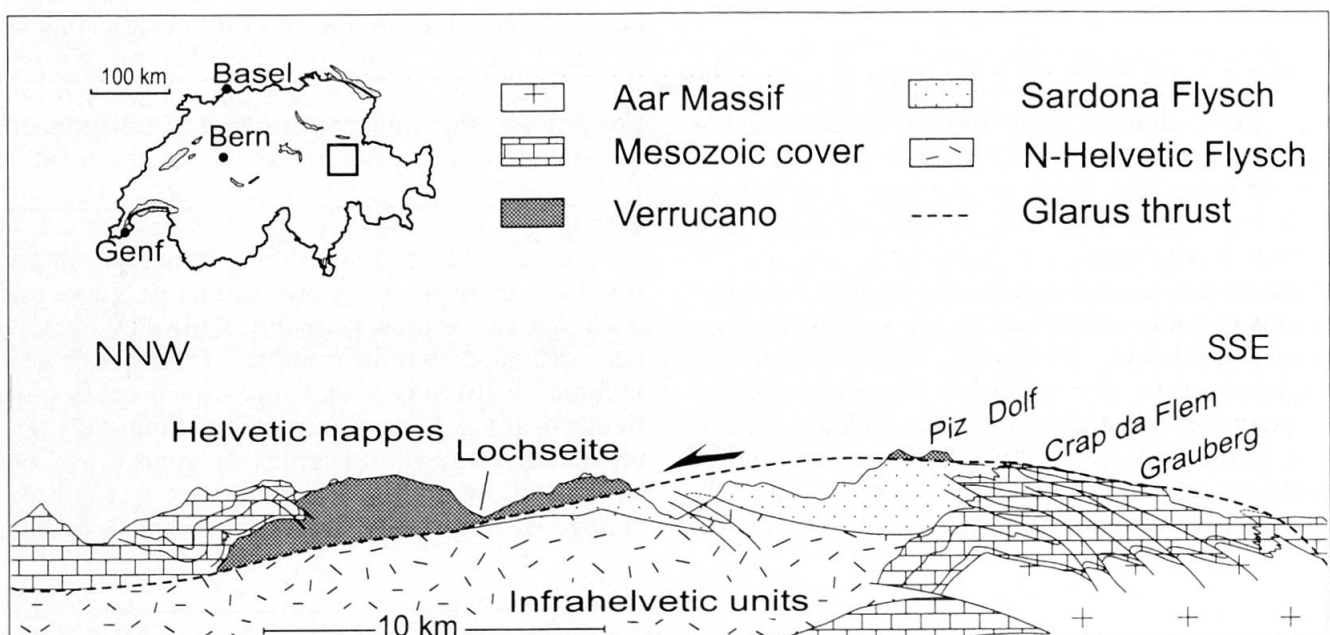 100 km
Basel
Bern
Genf
Aar Massif
Mesozoic cover
Verrucano
Sardona Flysch
N-Helvetic Flysch
Glarus thrust
NNW
SSE
Helvetic nappes
Lochseite
Piz Dolf
Crap da Flem
Grauberg
Infrahelvetic units
10 km